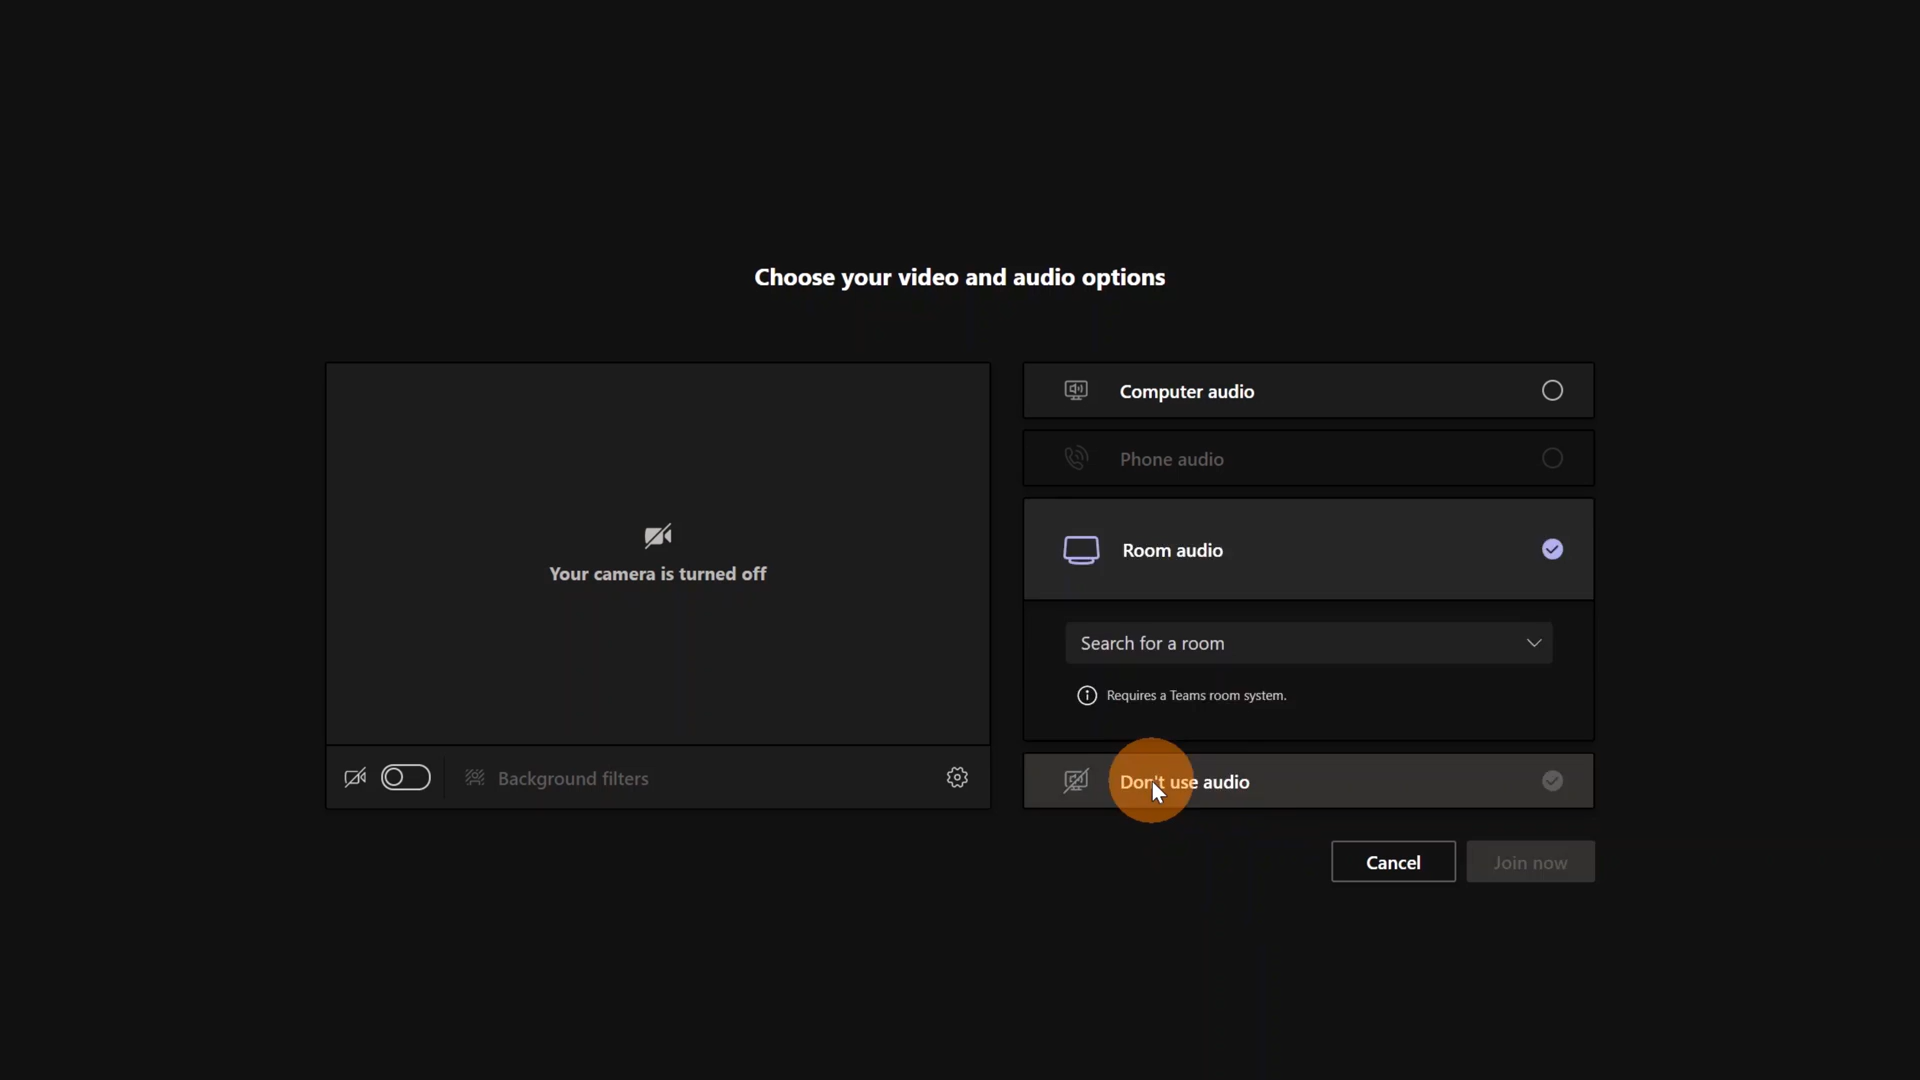 Choose your video and audio options
Computer audio
Phone audio
Your camera is turned off
Room audio
Search for a room
Requires a Teams room system.
Background filters
Don't use audio
Cancel
Join now